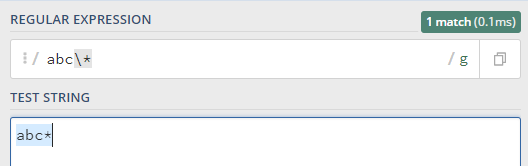 REGULAR EXPRESSION
1 match (0.1ms)
/ abc\* / g
TEST STRING
abc*